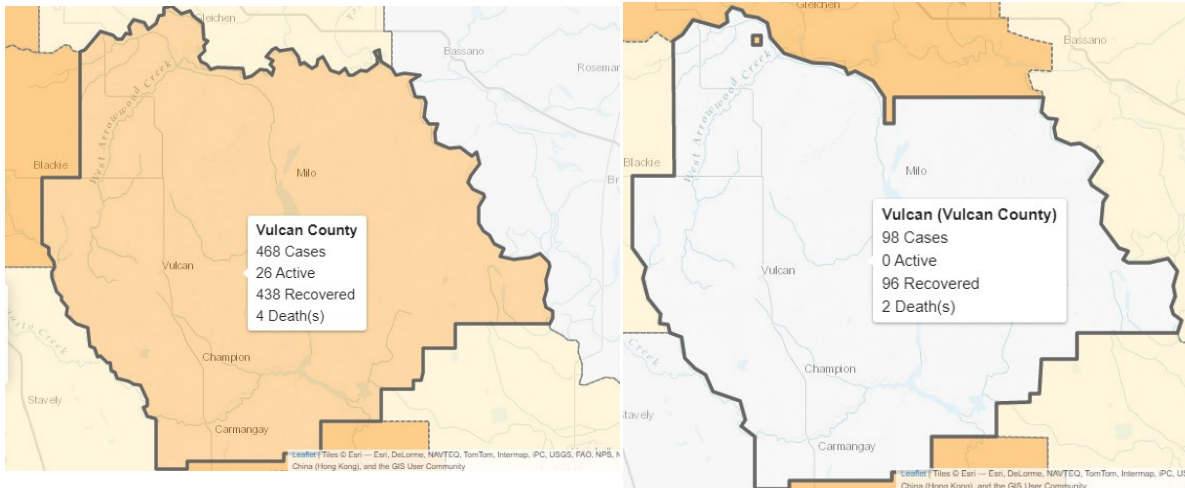 Gleichen
Bassano
Rosemar
West Arrowwood Creek
Blackie
Milo
Br
Vulcan County
468 Cases
26 Active
438 Recovered
4 Death(s)
Vulcan
Champion
Creek
Stavely
Carmangay
Leaflet | Tiles © Esri — Esri, DeLorme, NAVTEQ, TomTom, Intermap, iPC, USGS, FAO, NPS, N
China (Hong Kong), and the GIS User Community
Gleichen
Bassano
West Arrowwood Creek
Blackie
Milo
Vulcan (Vulcan County)
98 Cases
0 Active
96 Recovered
2 Death(s)
Vulcan
Champion
Creek
Stavely
Carmangay
Leaflet | Tiles © Esri — Esri, DeLorme, NAVTEQ, TomTom, Intermap, iPC, US
China (Hong Kong), and the GIS User Community